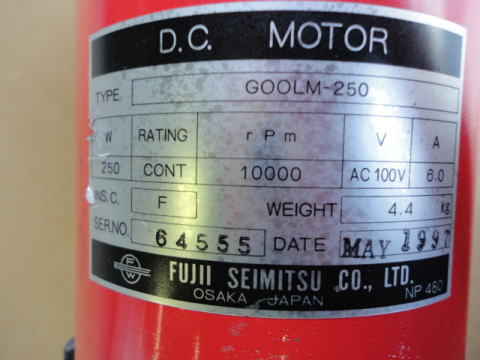 D.C. MOTOR
TYPE GOOLM-250
W RATING rpm V A
250 CONT 10000 AC 100V 6.0
INS.C. F WEIGHT 4.4 kg
SER.NO. 64555 DATE MAY 1997
FW FUJII SEIMITSU CO., LTD.
OSAKA JAPAN NP 450